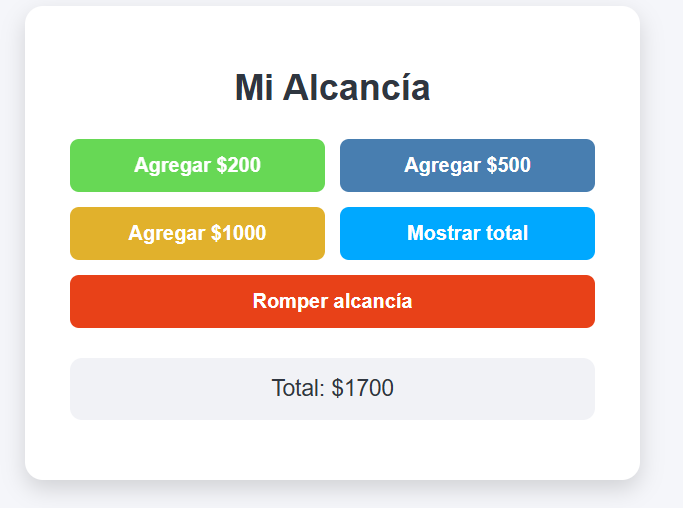 Mi Alcancía
Agregar $200
Agregar $500
Agregar $1000
Mostrar total
Romper alcancía
Total: $1700